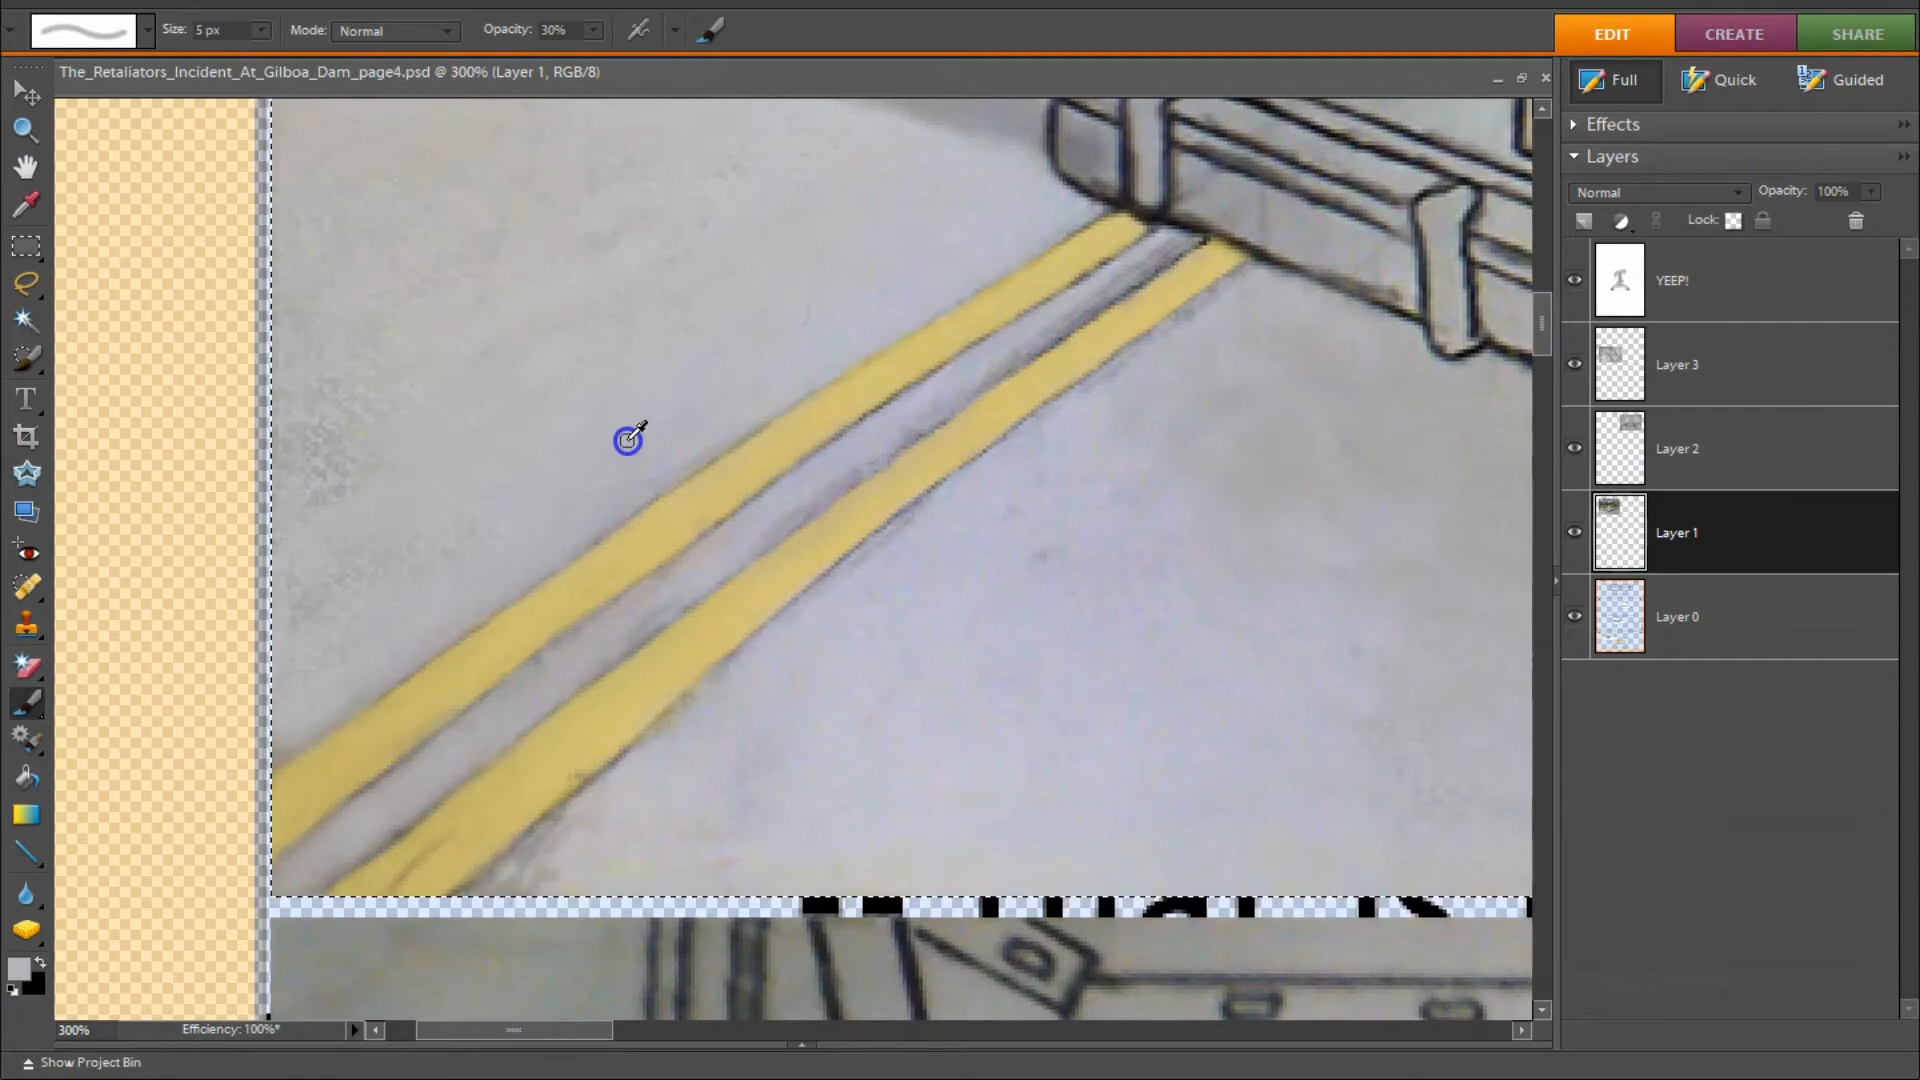 Size: 5 px Mode: Normal Opacity: 30%
EDIT CREATE SHARE
The_Retaliators_Incident_At_Gilboa_Dam_page4.psd @ 300% (Layer 1, RGB/8)
Full Quick Guided
Effects
Layers
Normal Opacity: 100%
Lock:
YEEP!
Layer 3
Layer 2
Layer 1
Layer 0
300% Efficiency: 100%*
Show Project Bin